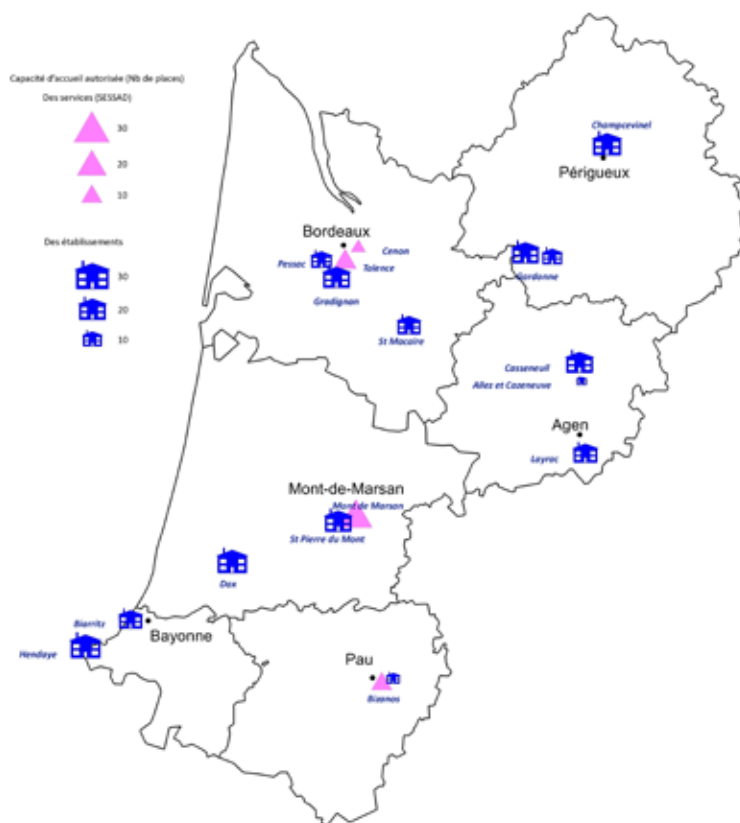 Capacité d'accueil autorisée (Nb de places)
Des services (SESSAD)
30
20
10
Des établissements
30
20
10
Champcevinel
Périgueux
Bordeaux
Cenon
Pessac
Talence
Gradignan
Gardonne
St Macaire
Casseneuil
Alles et Cazeneuve
Agen
Layrac
Mont-de-Marsan
Mont de Marsan
St Pierre du Mont
Dax
Biarritz
Bayonne
Hendaye
Pau
Bizanos